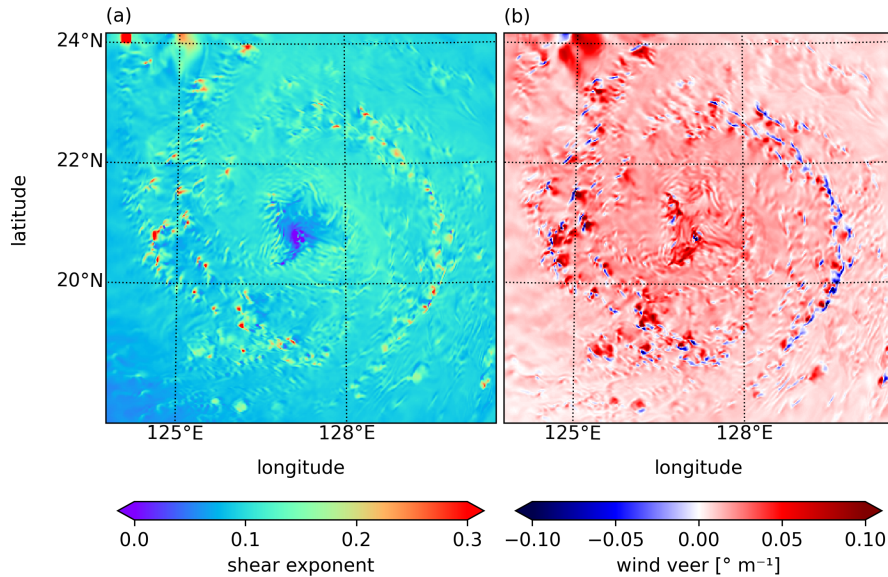 (a) (b)
24°N
22°N
20°N
latitude
125°E 128°E 125°E 128°E
longitude longitude
0.0 0.1 0.2 0.3 −0.10 −0.05 0.00 0.05 0.10
shear exponent wind veer [° m⁻¹]